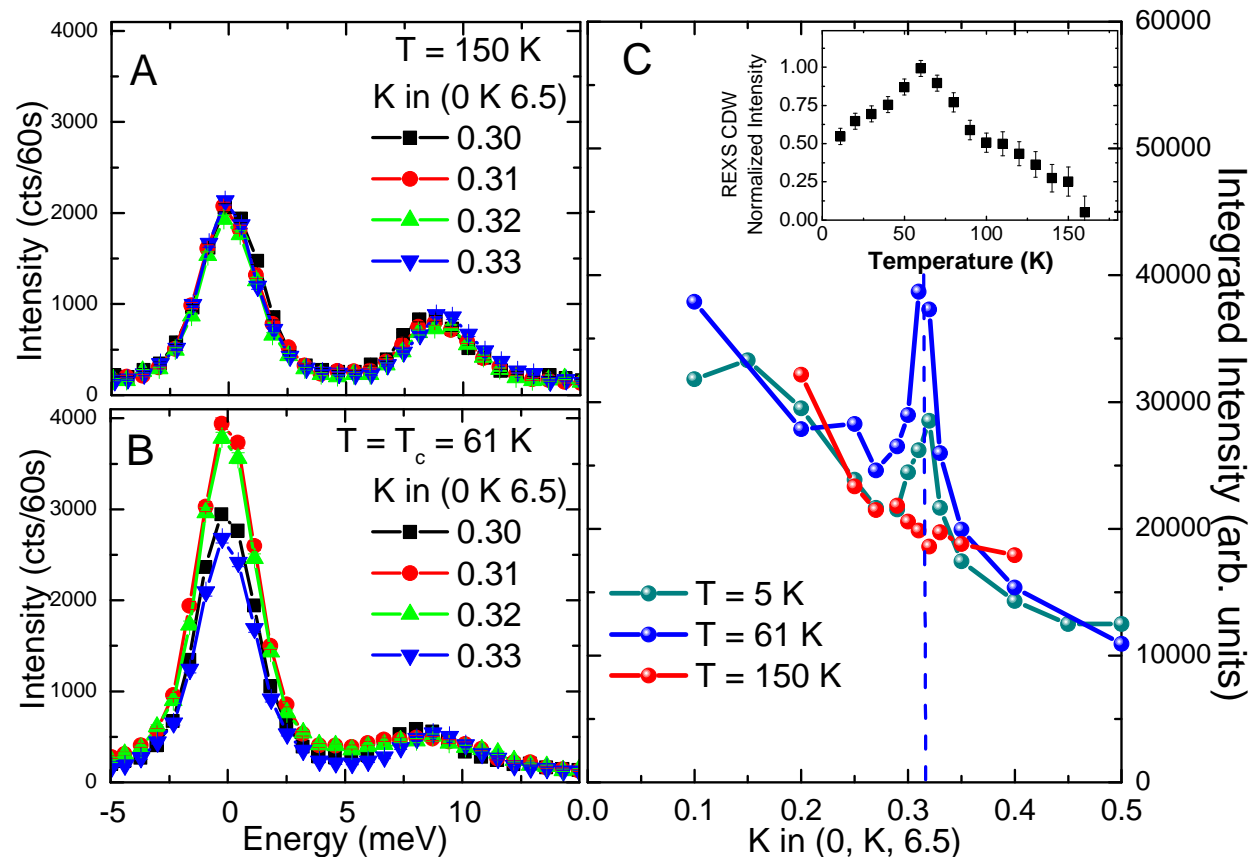 A
T = 150 K
K in (0 K 6.5)
0.30
0.31
0.32
0.33
4000
3000
2000
1000
0
Intensity (cts/60s)
B
T = T_c = 61 K
K in (0 K 6.5)
0.30
0.31
0.32
0.33
4000
3000
2000
1000
0
Intensity (cts/60s)
-5 0 5 10
Energy (meV)
C
REXS CDW
Normalized Intensity
1.00
0.75
0.50
0.25
0.00
0 50 100 150
Temperature (K)
T = 5 K
T = 61 K
T = 150 K
0.0 0.1 0.2 0.3 0.4 0.5
K in (0, K, 6.5)
60000
50000
40000
30000
20000
10000
0
Integrated Intensity (arb. units)